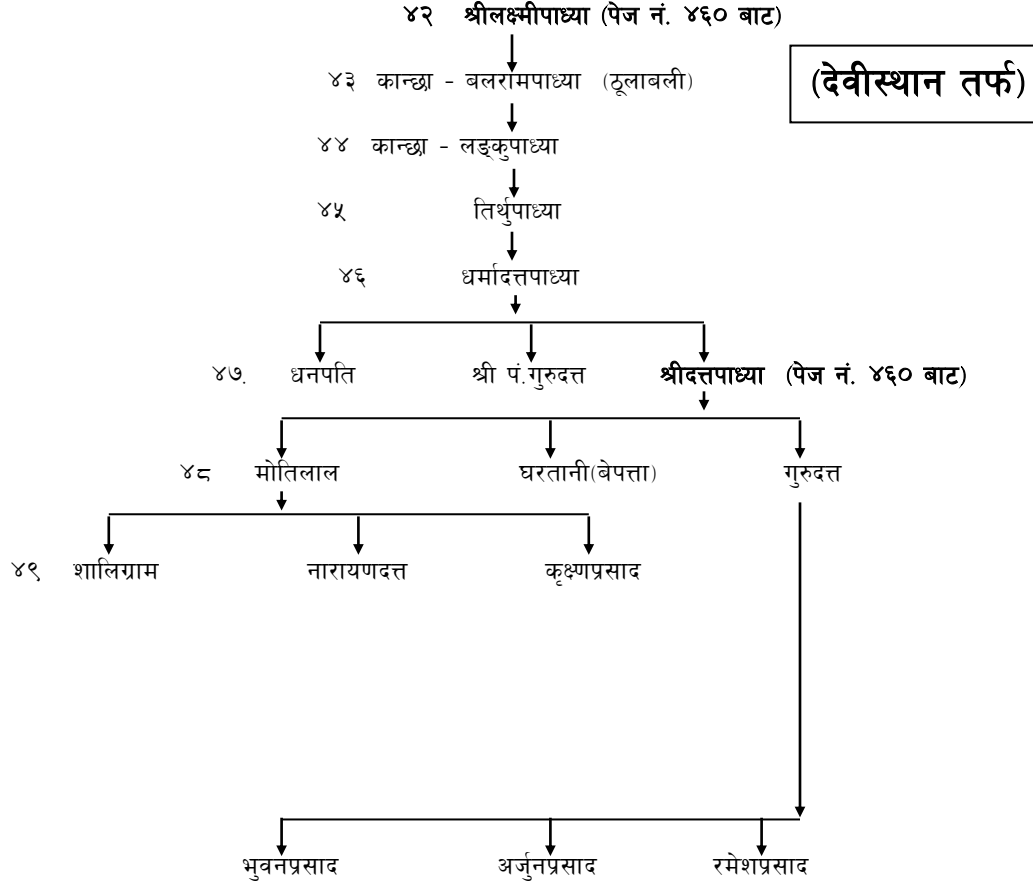 ४२ श्रीलक्ष्मीपाध्या (पेज नं. ४६० बाट)
(देवीस्थान तर्फ)
४३ कान्छा - बलरामपाध्या (ठूलाबली)
४४ कान्छा - लङ्कुपाध्या
४५ तिर्थुपाध्या
४६ धर्मादत्तपाध्या
४७. धनपति श्री पं.गुरुदत्त श्रीदत्तपाध्या (पेज नं. ४६० बाट)
४८ मोतिलाल घरतानी(बेपत्ता) गुरुदत्त
४९ शालिग्राम नारायणदत्त कृक्ष्णप्रसाद
भुवनप्रसाद अर्जुनप्रसाद रमेशप्रसाद